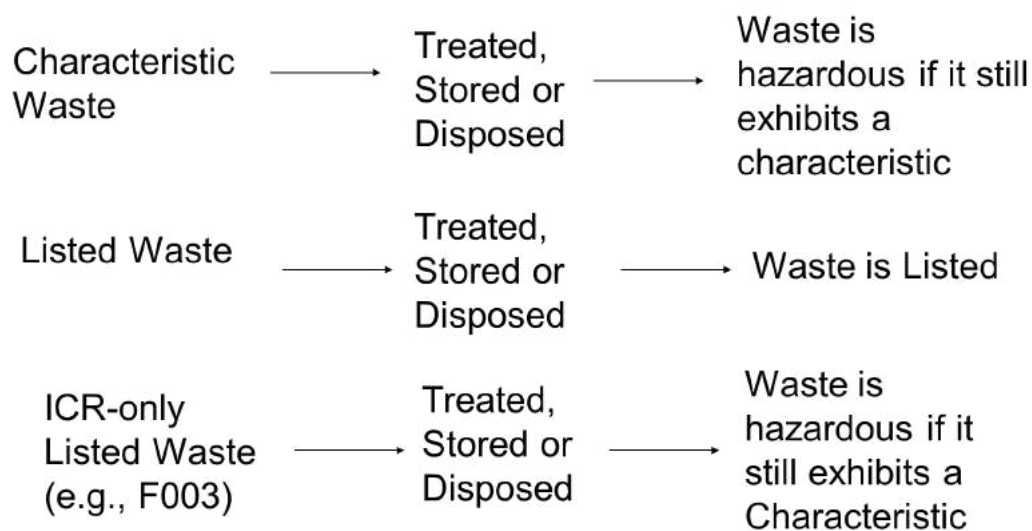 Characteristic
Waste
Treated,
Stored or
Disposed
Waste is
hazardous if it still
exhibits a
characteristic
Listed Waste
Treated,
Stored or
Disposed
Waste is Listed
ICR-only
Listed Waste
(e.g., F003)
Treated,
Stored or
Disposed
Waste is
hazardous if it
still exhibits a
Characteristic